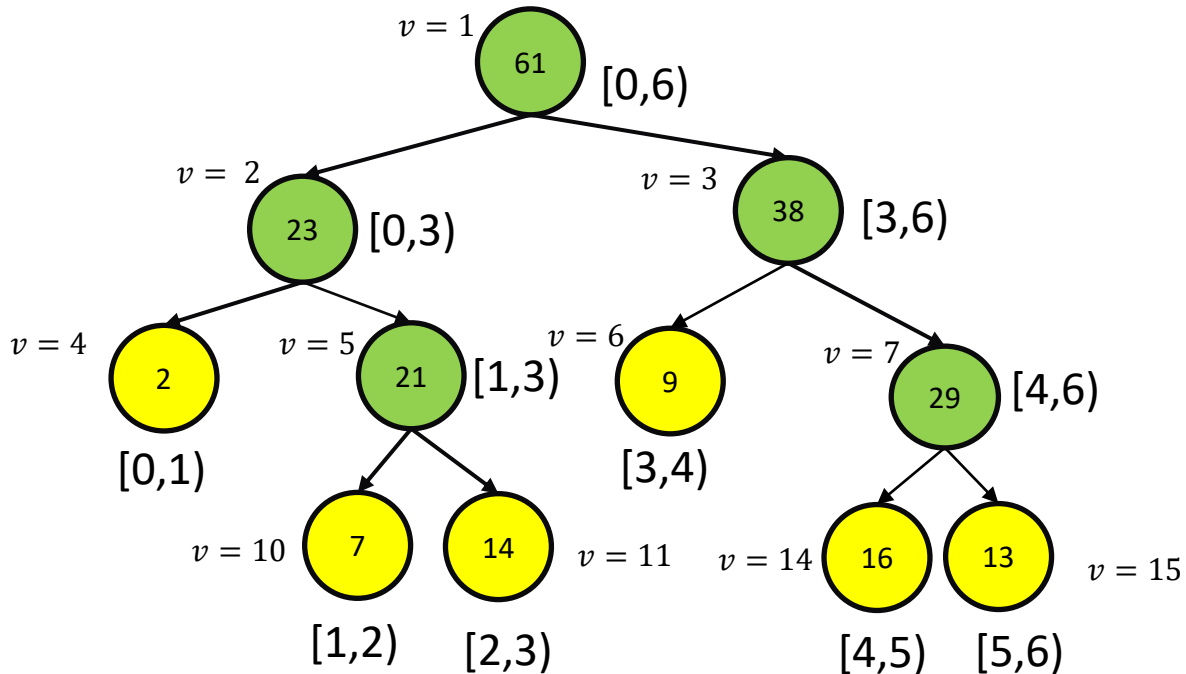 v = 1
61
[0,6)
v = 2
23
[0,3)
v = 3
38
[3,6)
v = 4
2
[0,1)
v = 5
21
[1,3)
v = 6
9
[3,4)
v = 7
29
[4,6)
v = 10
7
[1,2)
14
v = 11
[2,3)
v = 14
16
[4,5)
13
v = 15
[5,6)